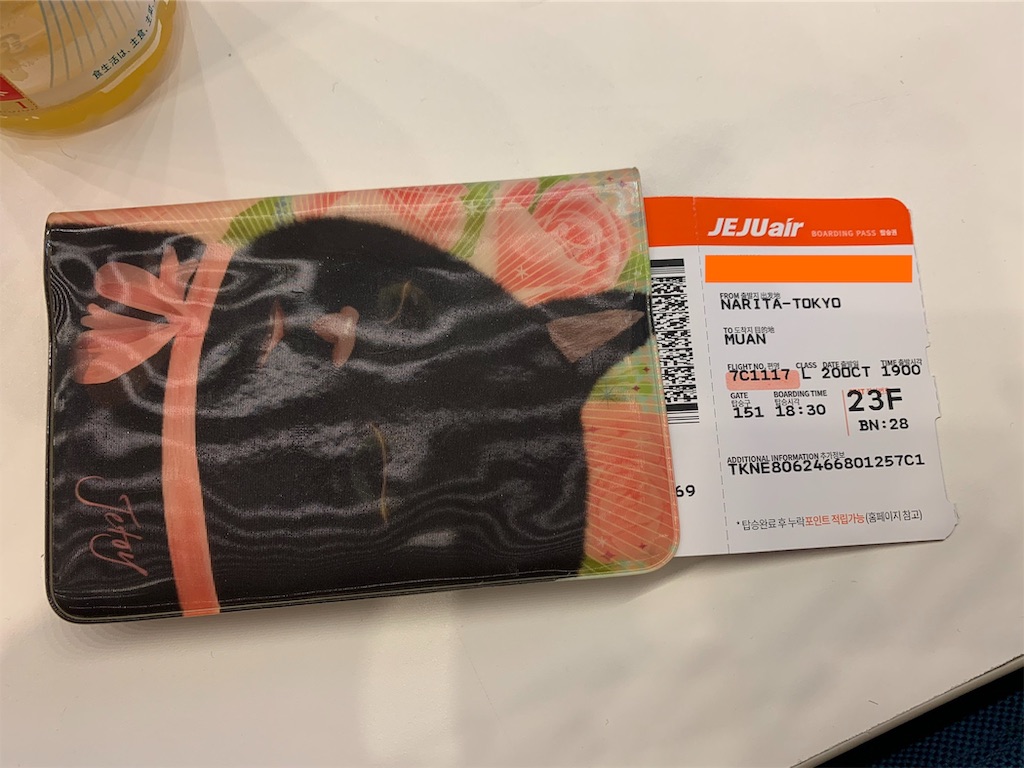 食生活は、主食、主菜
Jetoy
JEJUair BOARDING PASS 탑승권
FROM 출발지 出发地
NARITA-TOKYO
TO 도착지 目的地
MUAN
FLIGHT NO. 편명 CLASS DATE 출발일 TIME 출발시각
7C1117 L 20OCT 1900
GATE 탑승구 BOARDING TIME 탑승시각
151 18:30 23F
BN:28
ADDITIONAL INFORMATION 추가정보
TKNE8062466801257C1
69
* 탑승완료 후 누락포인트 적립가능 (홈페이지 참고)